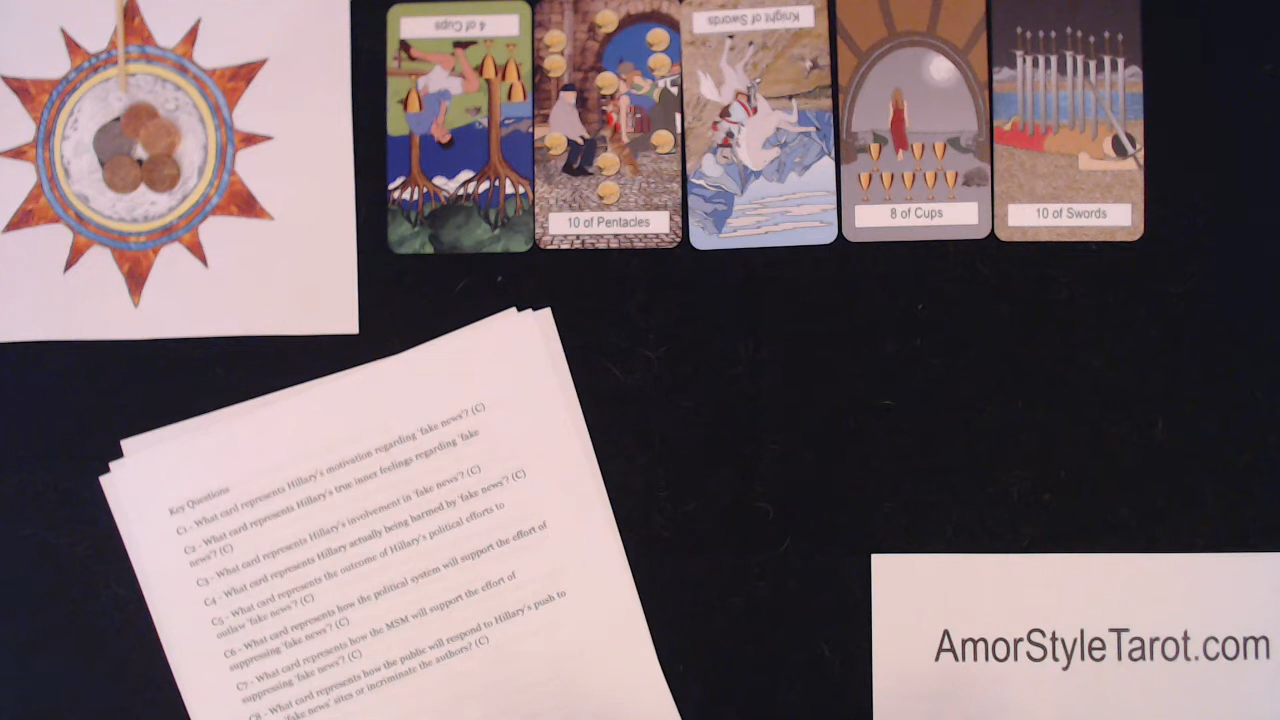 4 of Cups
10 of Pentacles
Knight of Swords
8 of Cups
10 of Swords
Key Questions
C1 - What card represents Hillary's motivation regarding 'fake news'? (C)
C2 - What card represents Hillary's true inner feelings regarding 'fake
news'? (C)
C3 - What card represents Hillary's involvement in 'fake news'? (C)
C4 - What card represents Hillary actually being harmed by 'fake news'? (C)
C5 - What card represents the outcome of Hillary's political efforts to
outlaw 'fake news'? (C)
C6 - What card represents how the political system will support the effort of
suppressing 'fake news'? (C)
C7 - What card represents how the MSM will support the effort of
suppressing 'fake news'? (C)
C8 - What card represents how the public will respond to Hillary's push to
'fake news' sites or incriminate the authors? (C)
AmorStyleTarot.com